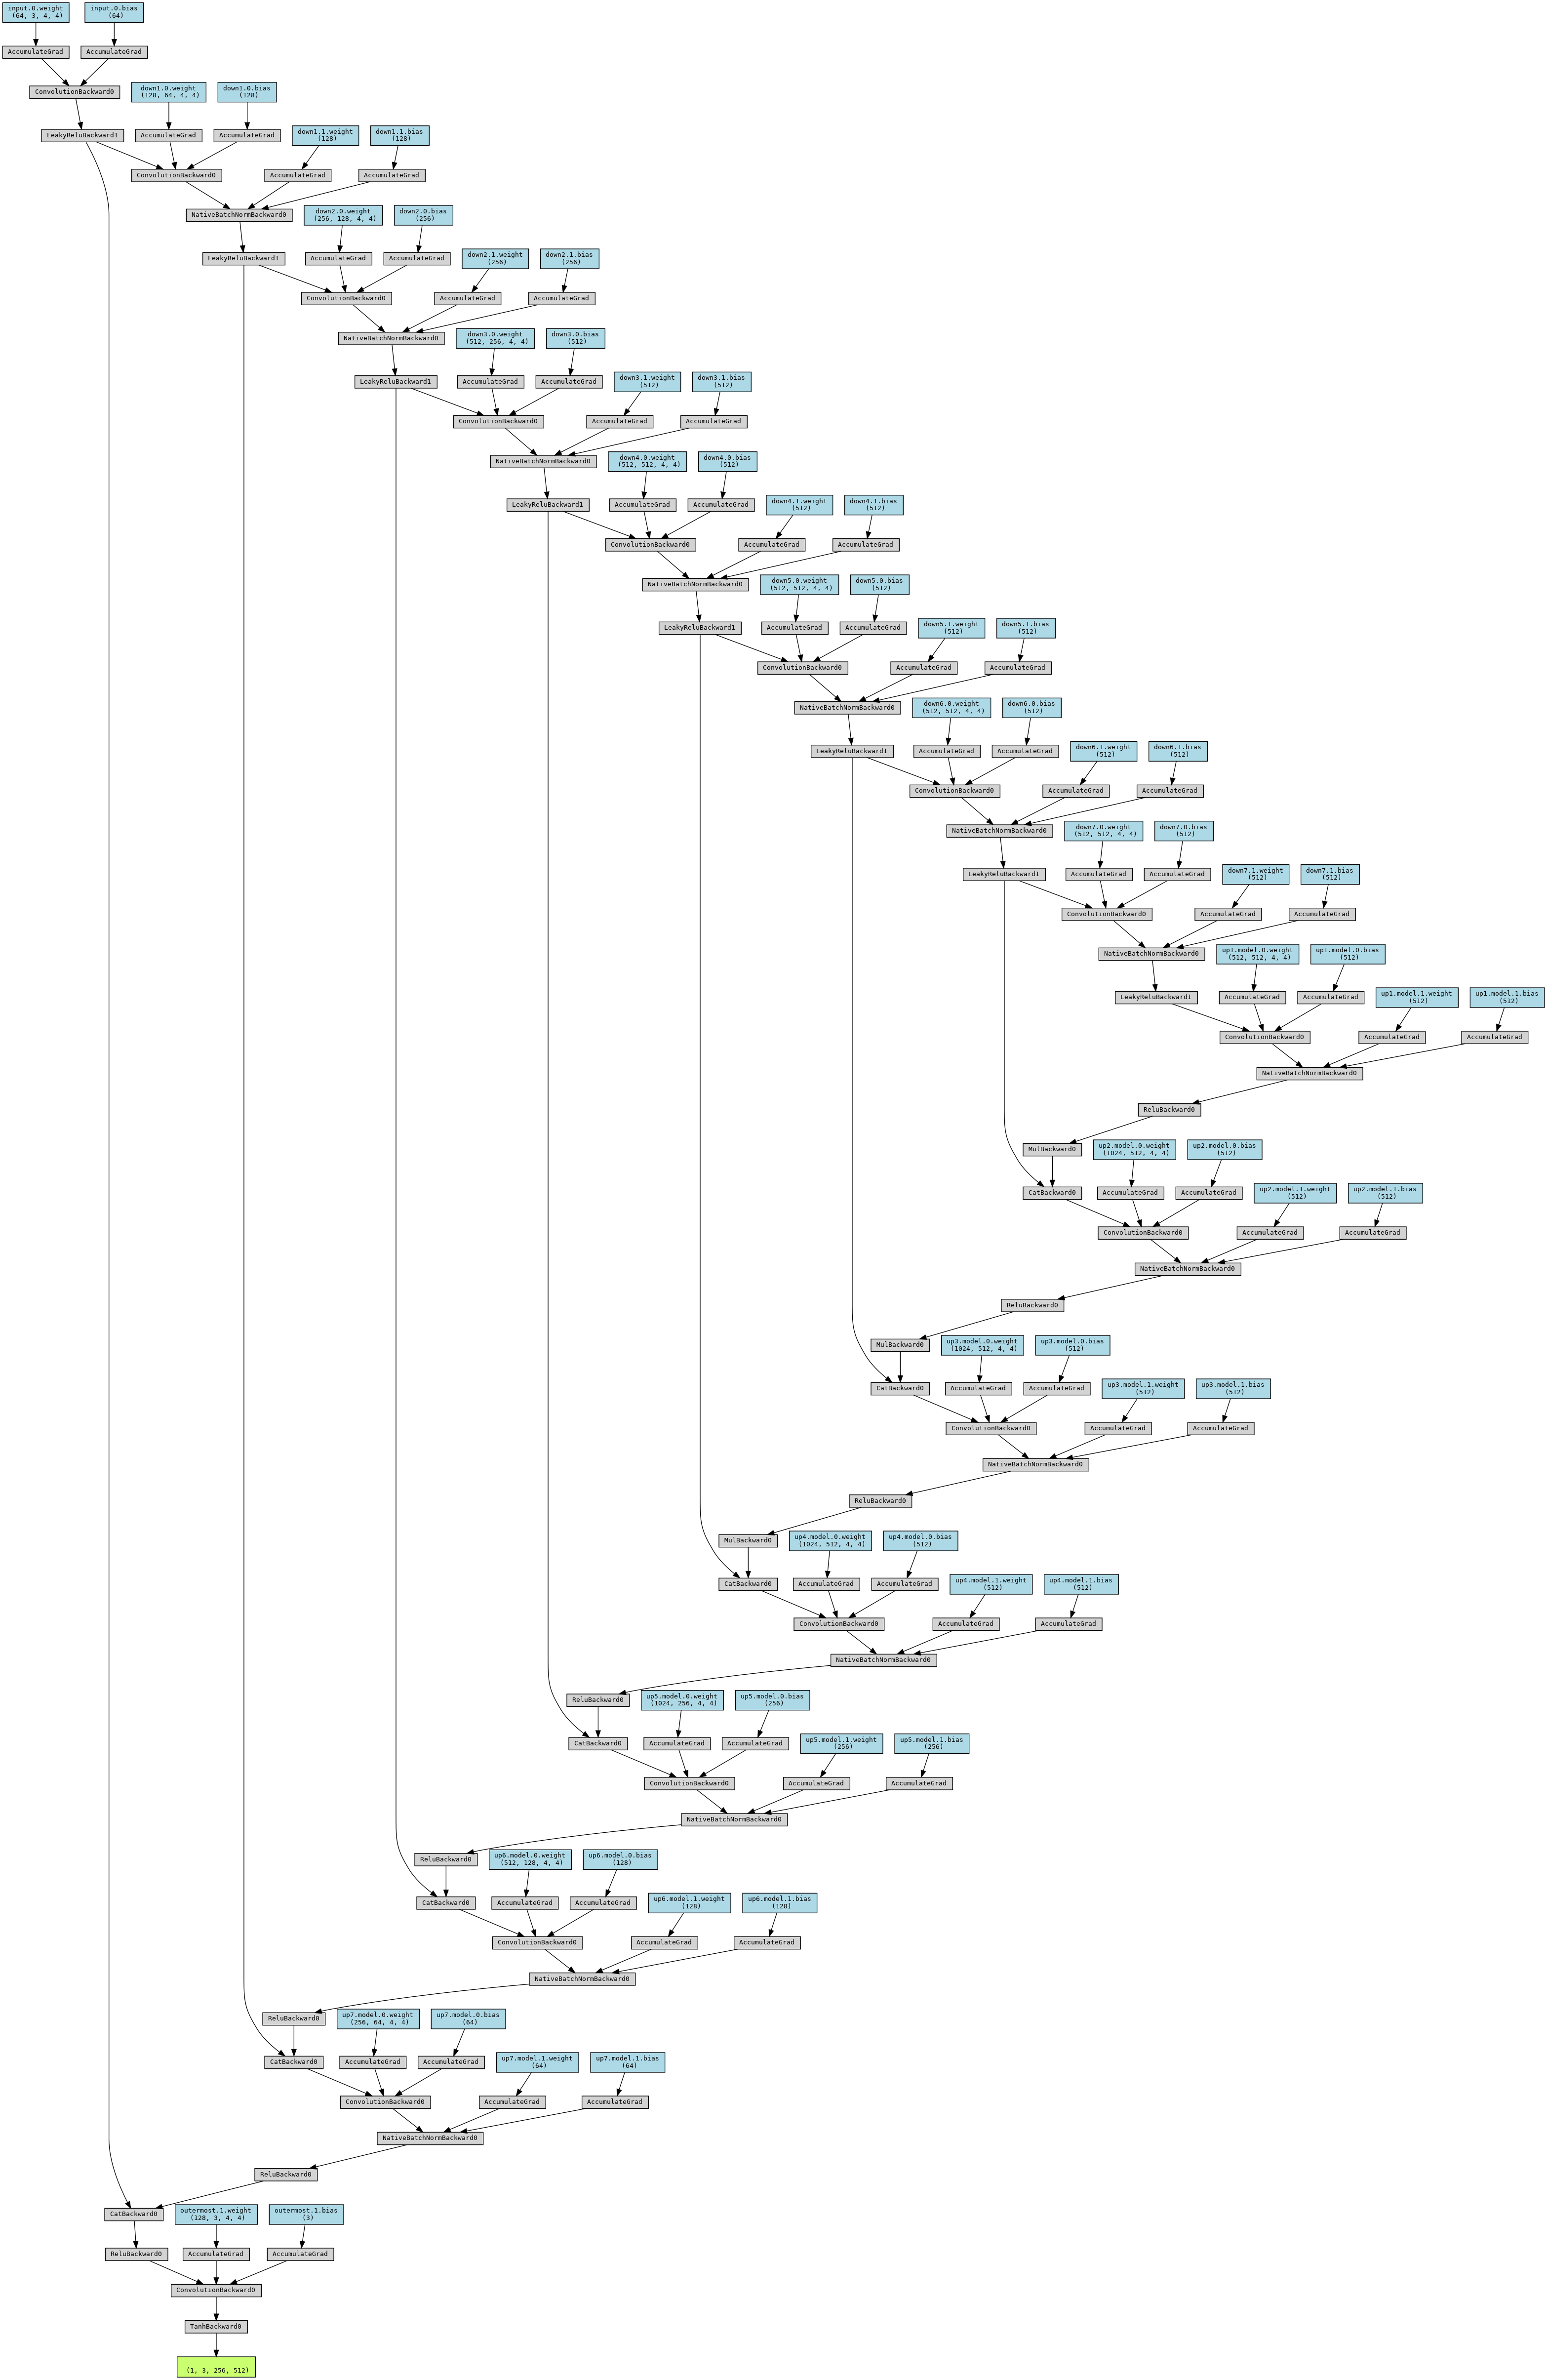 input.0.weight
(64, 3, 4, 4)
input.0.bias
(64)
AccumulateGrad
AccumulateGrad
ConvolutionBackward0
down1.0.weight
(128, 64, 4, 4)
down1.0.bias
(128)
LeakyReluBackward1
AccumulateGrad
AccumulateGrad
down1.1.weight
(128)
down1.1.bias
(128)
ConvolutionBackward0
AccumulateGrad
AccumulateGrad
NativeBatchNormBackward0
down2.0.weight
(256, 128, 4, 4)
down2.0.bias
(256)
LeakyReluBackward1
AccumulateGrad
AccumulateGrad
down2.1.weight
(256)
down2.1.bias
(256)
ConvolutionBackward0
AccumulateGrad
AccumulateGrad
NativeBatchNormBackward0
down3.0.weight
(512, 256, 4, 4)
down3.0.bias
(512)
LeakyReluBackward1
AccumulateGrad
AccumulateGrad
down3.1.weight
(512)
down3.1.bias
(512)
ConvolutionBackward0
AccumulateGrad
AccumulateGrad
NativeBatchNormBackward0
down4.0.weight
(512, 512, 4, 4)
down4.0.bias
(512)
LeakyReluBackward1
AccumulateGrad
AccumulateGrad
down4.1.weight
(512)
down4.1.bias
(512)
ConvolutionBackward0
AccumulateGrad
AccumulateGrad
NativeBatchNormBackward0
down5.0.weight
(512, 512, 4, 4)
down5.0.bias
(512)
LeakyReluBackward1
AccumulateGrad
AccumulateGrad
down5.1.weight
(512)
down5.1.bias
(512)
ConvolutionBackward0
AccumulateGrad
AccumulateGrad
NativeBatchNormBackward0
down6.0.weight
(512, 512, 4, 4)
down6.0.bias
(512)
LeakyReluBackward1
AccumulateGrad
AccumulateGrad
down6.1.weight
(512)
down6.1.bias
(512)
ConvolutionBackward0
AccumulateGrad
AccumulateGrad
NativeBatchNormBackward0
down7.0.weight
(512, 512, 4, 4)
down7.0.bias
(512)
LeakyReluBackward1
AccumulateGrad
AccumulateGrad
down7.1.weight
(512)
down7.1.bias
(512)
ConvolutionBackward0
AccumulateGrad
AccumulateGrad
NativeBatchNormBackward0
up1.model.0.weight
(512, 512, 4, 4)
up1.model.0.bias
(512)
LeakyReluBackward1
AccumulateGrad
AccumulateGrad
up1.model.1.weight
(512)
up1.model.1.bias
(512)
ConvolutionBackward0
AccumulateGrad
AccumulateGrad
NativeBatchNormBackward0
ReluBackward0
MulBackward0
up2.model.0.weight
(1024, 512, 4, 4)
up2.model.0.bias
(512)
CatBackward0
AccumulateGrad
AccumulateGrad
up2.model.1.weight
(512)
up2.model.1.bias
(512)
ConvolutionBackward0
AccumulateGrad
AccumulateGrad
NativeBatchNormBackward0
ReluBackward0
MulBackward0
up3.model.0.weight
(1024, 512, 4, 4)
up3.model.0.bias
(512)
CatBackward0
AccumulateGrad
AccumulateGrad
up3.model.1.weight
(512)
up3.model.1.bias
(512)
ConvolutionBackward0
AccumulateGrad
AccumulateGrad
NativeBatchNormBackward0
ReluBackward0
MulBackward0
up4.model.0.weight
(1024, 512, 4, 4)
up4.model.0.bias
(512)
CatBackward0
AccumulateGrad
AccumulateGrad
up4.model.1.weight
(512)
up4.model.1.bias
(512)
ConvolutionBackward0
AccumulateGrad
AccumulateGrad
NativeBatchNormBackward0
ReluBackward0
up5.model.0.weight
(1024, 256, 4, 4)
up5.model.0.bias
(256)
CatBackward0
AccumulateGrad
AccumulateGrad
up5.model.1.weight
(256)
up5.model.1.bias
(256)
ConvolutionBackward0
AccumulateGrad
AccumulateGrad
NativeBatchNormBackward0
ReluBackward0
up6.model.0.weight
(512, 128, 4, 4)
up6.model.0.bias
(128)
CatBackward0
AccumulateGrad
AccumulateGrad
up6.model.1.weight
(128)
up6.model.1.bias
(128)
ConvolutionBackward0
AccumulateGrad
AccumulateGrad
NativeBatchNormBackward0
ReluBackward0
up7.model.0.weight
(256, 64, 4, 4)
up7.model.0.bias
(64)
CatBackward0
AccumulateGrad
AccumulateGrad
up7.model.1.weight
(64)
up7.model.1.bias
(64)
ConvolutionBackward0
AccumulateGrad
AccumulateGrad
NativeBatchNormBackward0
ReluBackward0
CatBackward0
outermost.1.weight
(128, 3, 4, 4)
outermost.1.bias
(3)
ReluBackward0
AccumulateGrad
AccumulateGrad
ConvolutionBackward0
TanhBackward0
(1, 3, 256, 512)